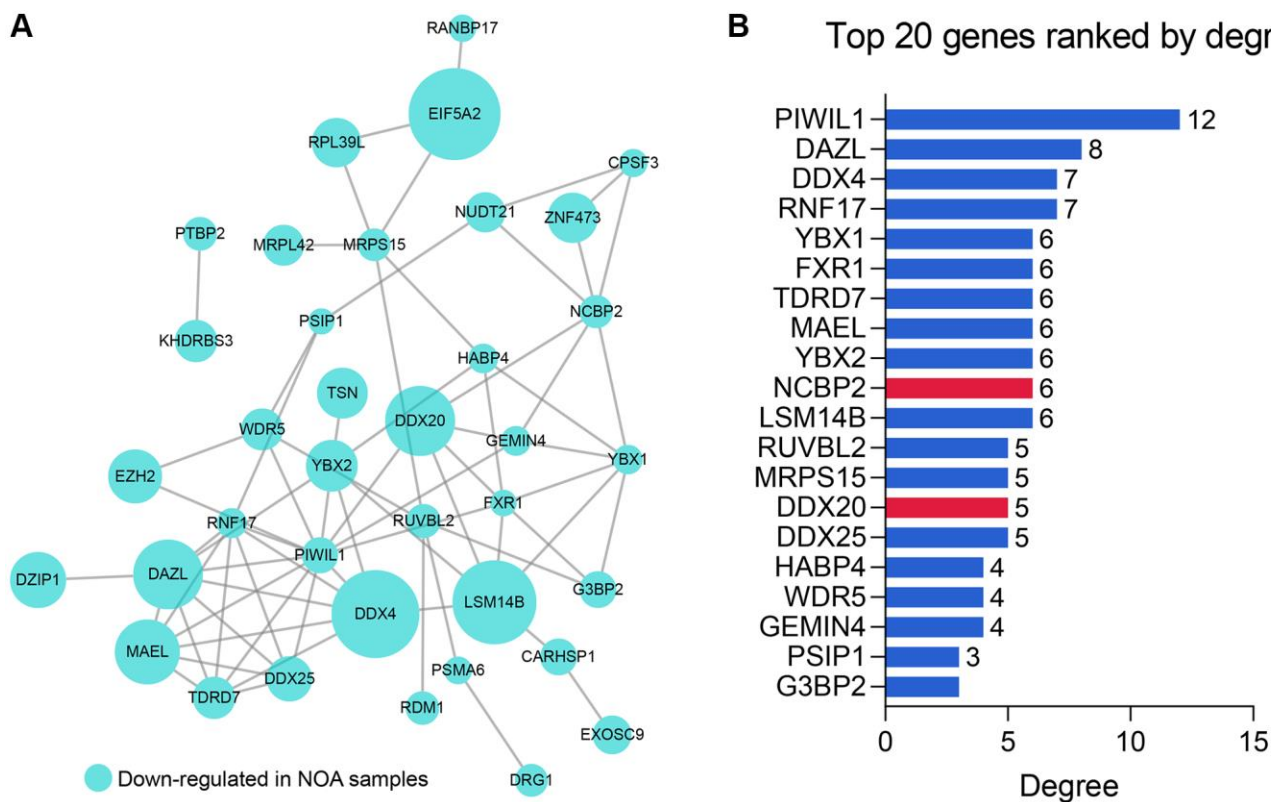 A
RANBP17
EIF5A2
RPL39L
CPSF3
NUDT21
ZNF473
PTBP2
MRPL42
MRPS15
NCBP2
PSIP1
KHDRBS3
HABP4
TSN
DDX20
WDR5
GEMIN4
YBX2
YBX1
EZH2
FXR1
RNF17
RUVBL2
PIWIL1
DZIP1
DAZL
G3BP2
LSM14B
DDX4
MAEL
CARHSP1
PSMA6
DDX25
TDRD7
RDM1
EXOSC9
DRG1
Down-regulated in NOA samples
B
Top 20 genes ranked by degr
PIWIL1 12
DAZL 8
DDX4 7
RNF17 7
YBX1 6
FXR1 6
TDRD7 6
MAEL 6
YBX2 6
NCBP2 6
LSM14B 6
RUVBL2 5
MRPS15 5
DDX20 5
DDX25 5
HABP4 4
WDR5 4
GEMIN4 4
PSIP1 3
G3BP2
0 5 10 15
Degree